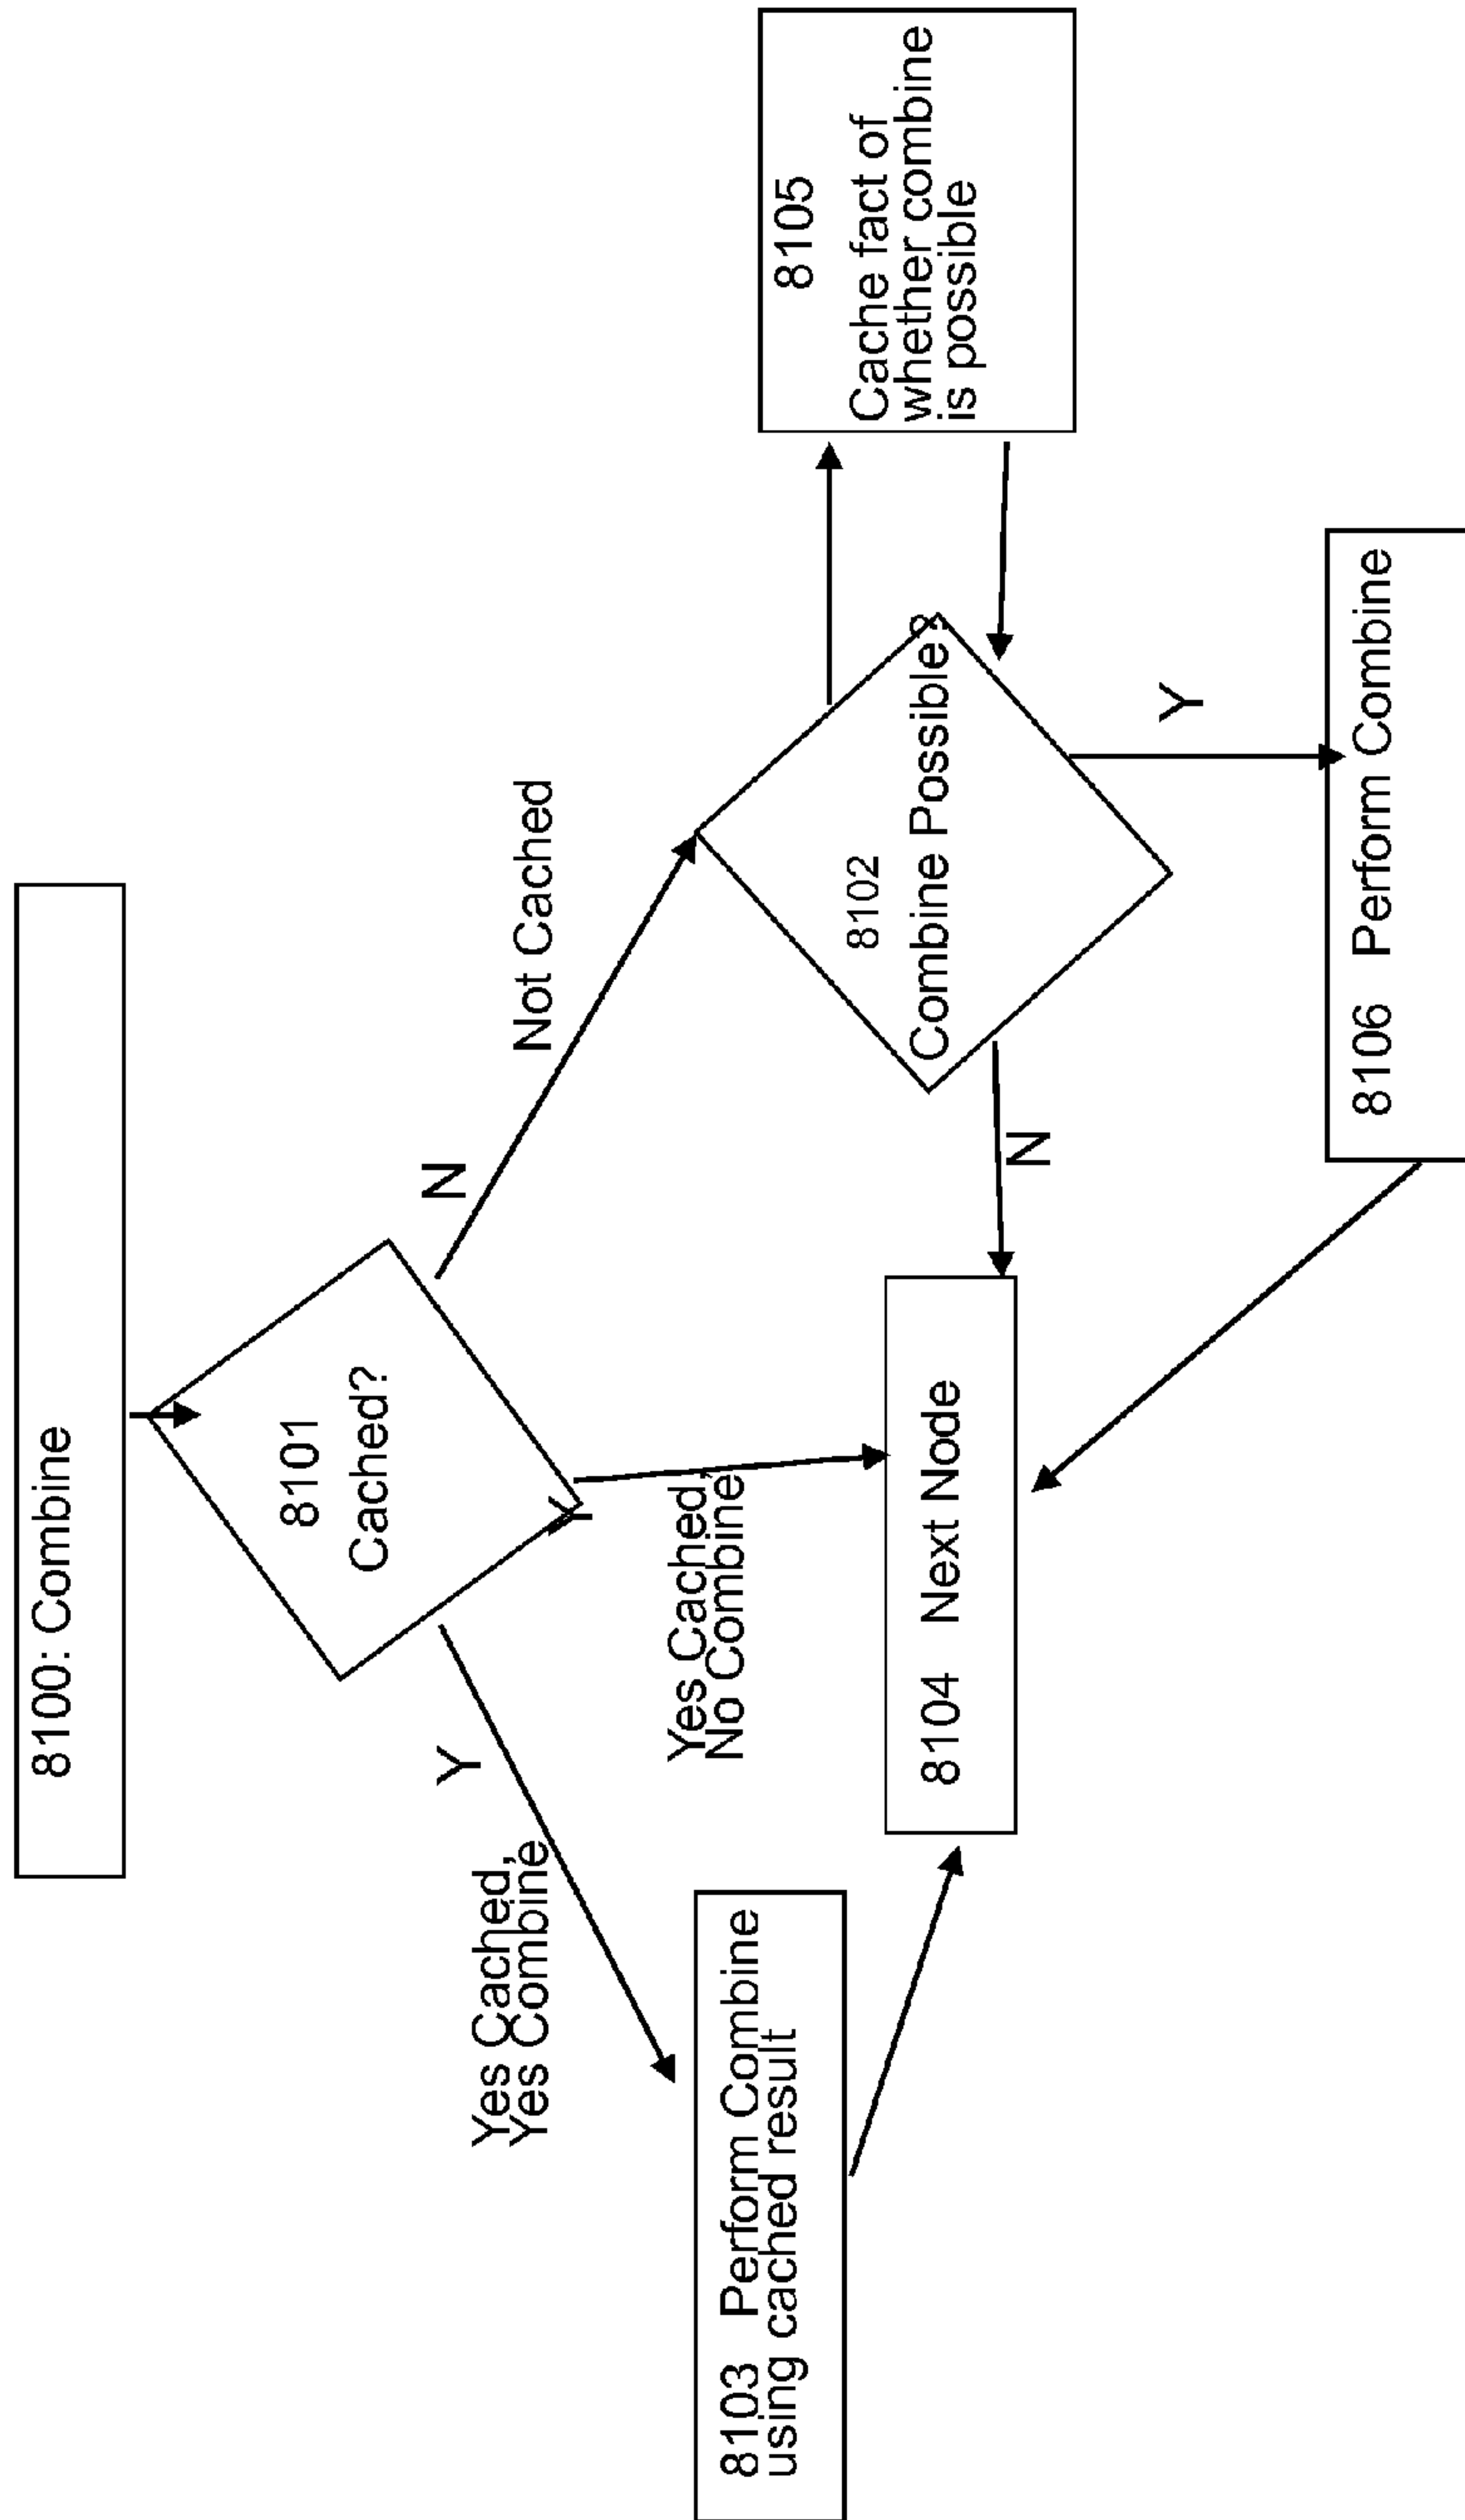 8100: Combine
8101
Cached?
N
Not Cached
Y
Yes Cached,
Yes Combine
Y
Yes Cached,
No Combine
8102
Combine Possible?
8105
Cache fact of
whether combine
is possible
N
Y
8103 Perform Combine
using cached result
8104 Next Node
8106 Perform Combine